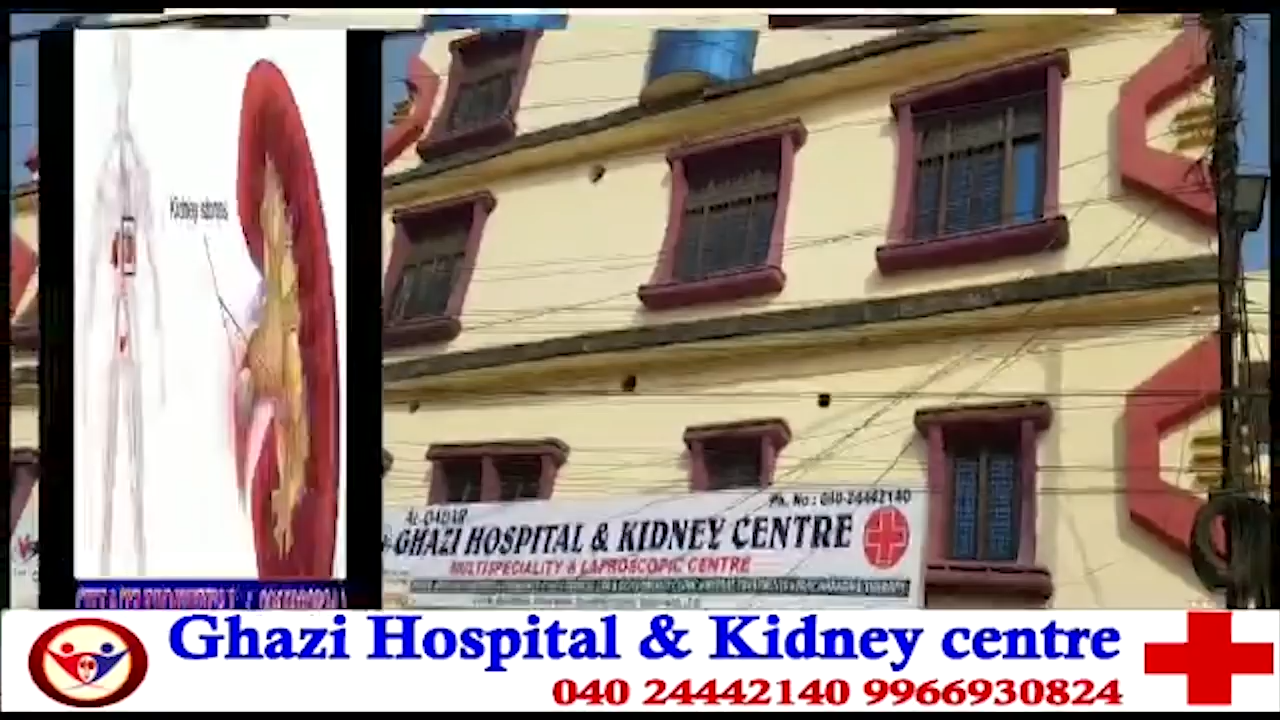 Kidney stones
Ph. No : 040-24442140
AL-QADAR
GHAZI HOSPITAL & KIDNEY CENTRE
MULTISPECIALITY & LAPROSCOPIC CENTRE
Ghazi Hospital & Kidney centre
040 24442140 9966930824